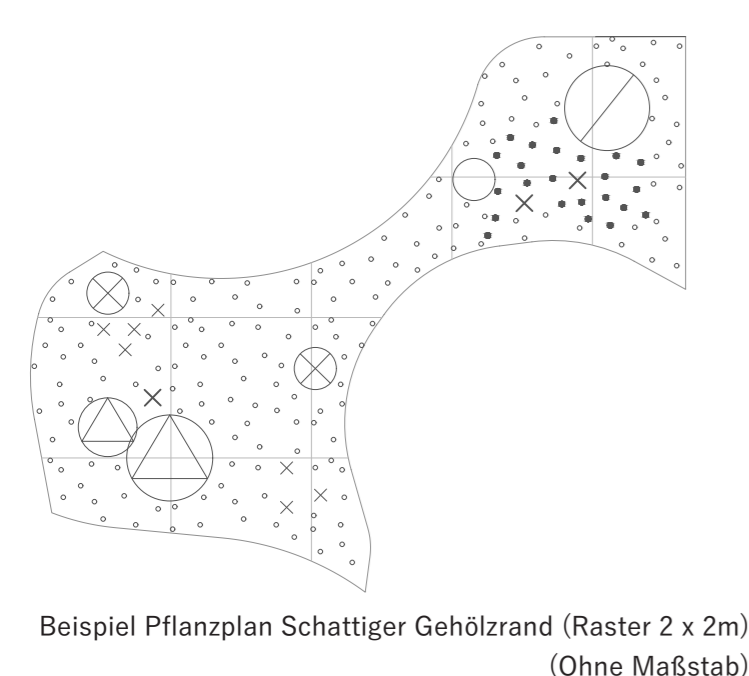 Beispiel Pflanzplan Schattiger Gehölzrand (Raster 2 x 2m)
(Ohne Maßstab)